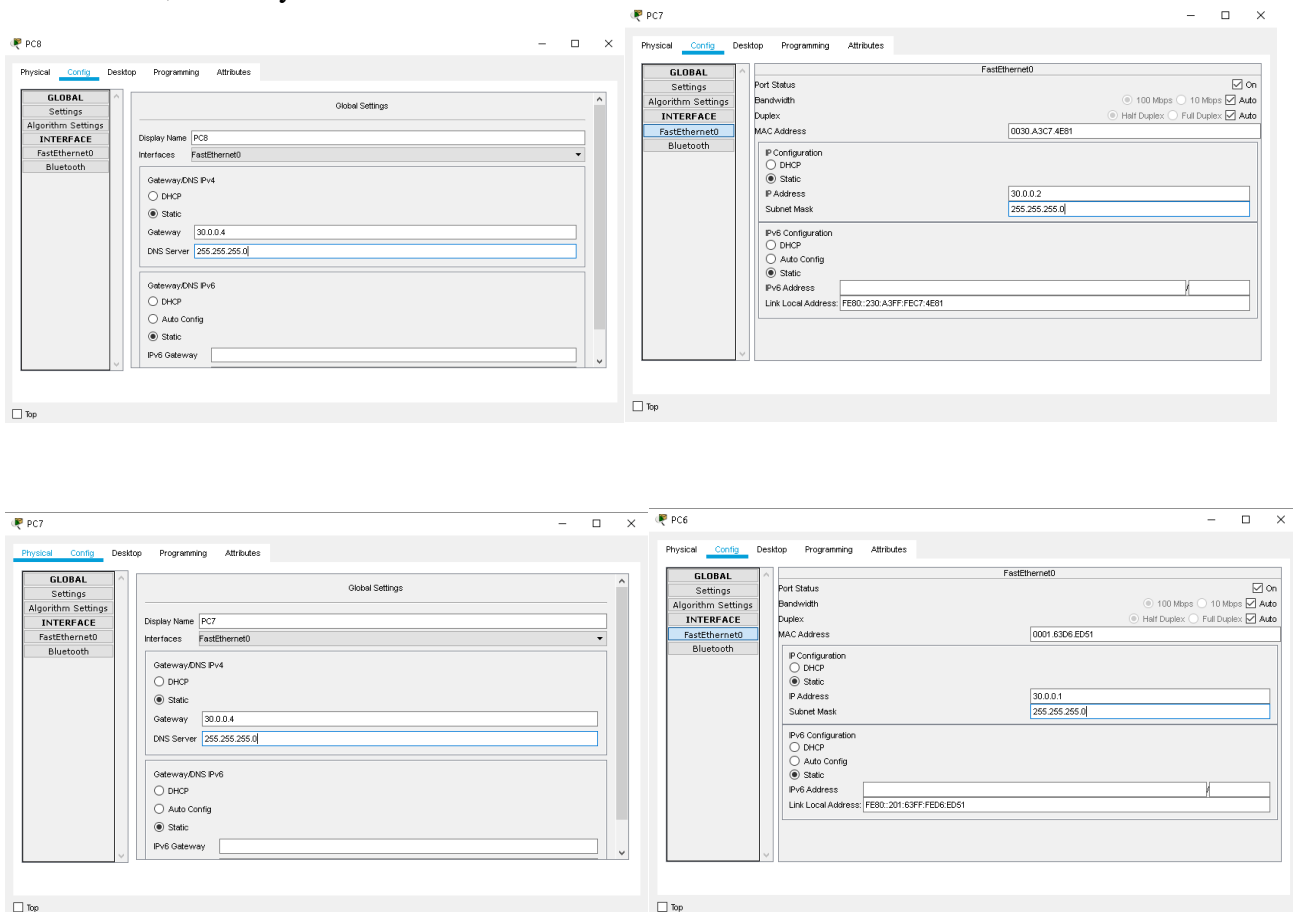 PC8
Physical Config Desktop Programming Attributes
GLOBAL
Settings
Algorithm Settings
INTERFACE
FastEthernet0
Bluetooth
Global Settings
Display Name PC8
Interfaces FastEthernet0
Gateway/DNS IPv4
DHCP
Static
Gateway 30.0.0.4
DNS Server 255.255.255.0
Gateway/DNS IPv6
DHCP
Auto Config
Static
IPv6 Gateway
Top
PC7
Physical Config Desktop Programming Attributes
GLOBAL
Settings
Algorithm Settings
INTERFACE
FastEthernet0
Bluetooth
FastEthernet0
Port Status On
Bandwidth 100 Mbps 10 Mbps Auto
Duplex Half Duplex Full Duplex Auto
MAC Address 0030.A3C7.4E81
IP Configuration
DHCP
Static
IP Address 30.0.0.2
Subnet Mask 255.255.255.0
IPv6 Configuration
DHCP
Auto Config
Static
IPv6 Address /
Link Local Address: FE80::230:A3FF:FEC7:4E81
Top
PC7
Physical Config Desktop Programming Attributes
GLOBAL
Settings
Algorithm Settings
INTERFACE
FastEthernet0
Bluetooth
Global Settings
Display Name PC7
Interfaces FastEthernet0
Gateway/DNS IPv4
DHCP
Static
Gateway 30.0.0.4
DNS Server 255.255.255.0
Gateway/DNS IPv6
DHCP
Auto Config
Static
IPv6 Gateway
Top
PC6
Physical Config Desktop Programming Attributes
GLOBAL
Settings
Algorithm Settings
INTERFACE
FastEthernet0
Bluetooth
FastEthernet0
Port Status On
Bandwidth 100 Mbps 10 Mbps Auto
Duplex Half Duplex Full Duplex Auto
MAC Address 0001.63D6.ED51
IP Configuration
DHCP
Static
IP Address 30.0.0.1
Subnet Mask 255.255.255.0
IPv6 Configuration
DHCP
Auto Config
Static
IPv6 Address /
Link Local Address: FE80::201:63FF:FED6:ED51
Top